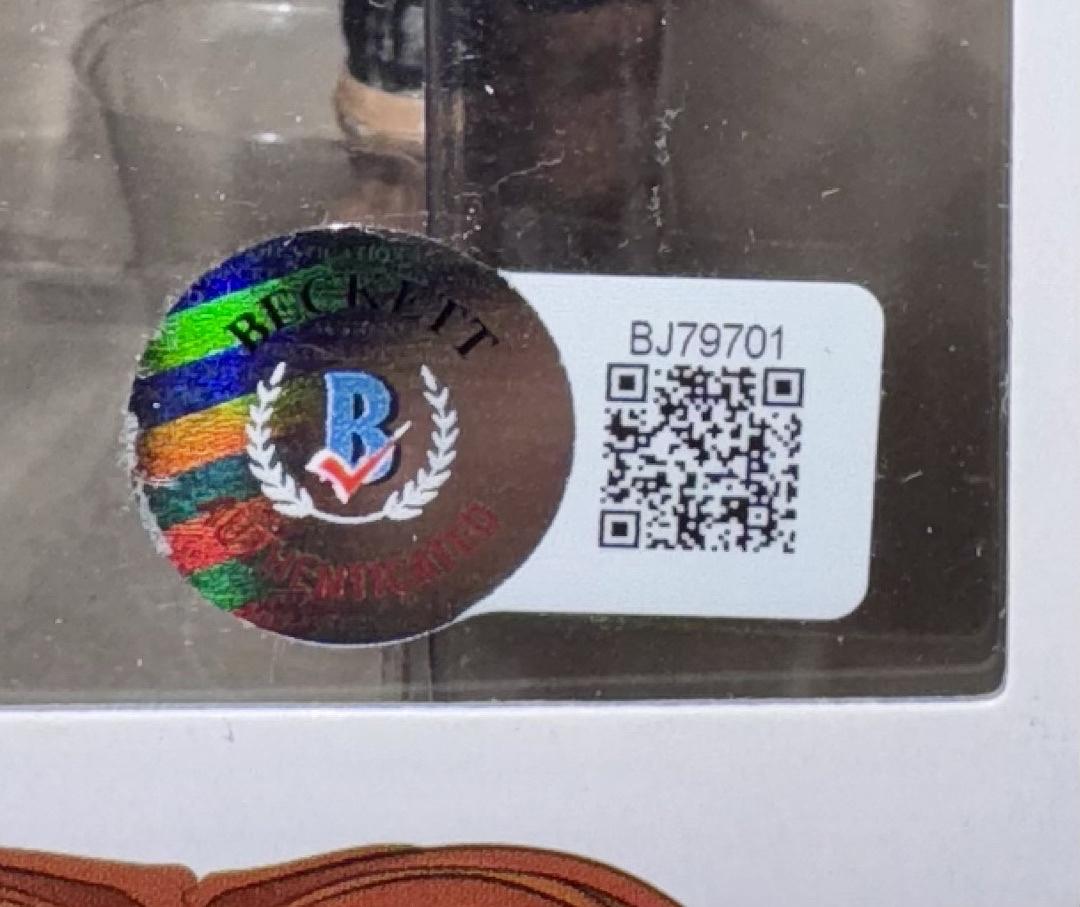 BECKETT
B
AUTHENTICATED
BJ79701